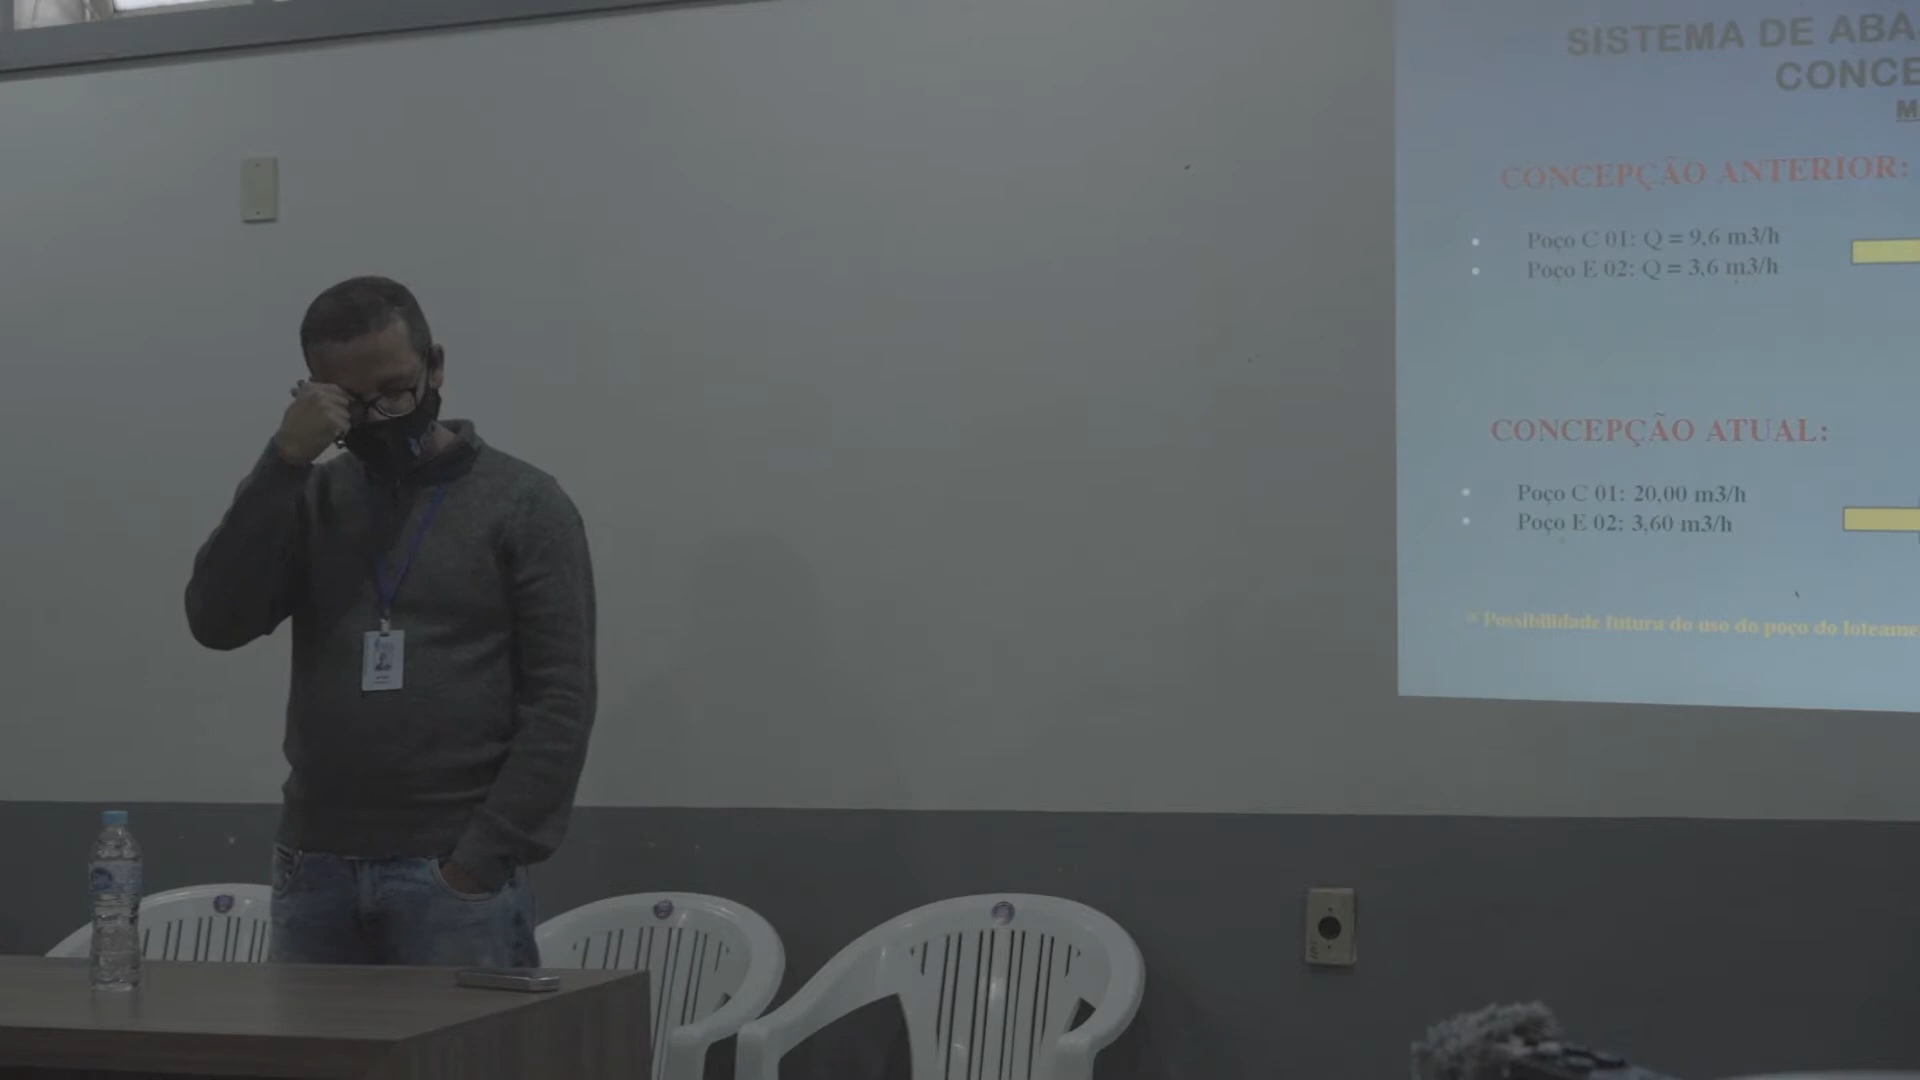 SISTEMA DE ABA
CONCE
M
CONCEPÇÃO ANTERIOR:
• Poço C 01: Q = 9,6 m3/h
• Poço E 02: Q = 3,6 m3/h
CONCEPÇÃO ATUAL:
• Poço C 01: 20,00 m3/h
• Poço E 02: 3,60 m3/h
* Possibilidade futura do uso do poço do loteame